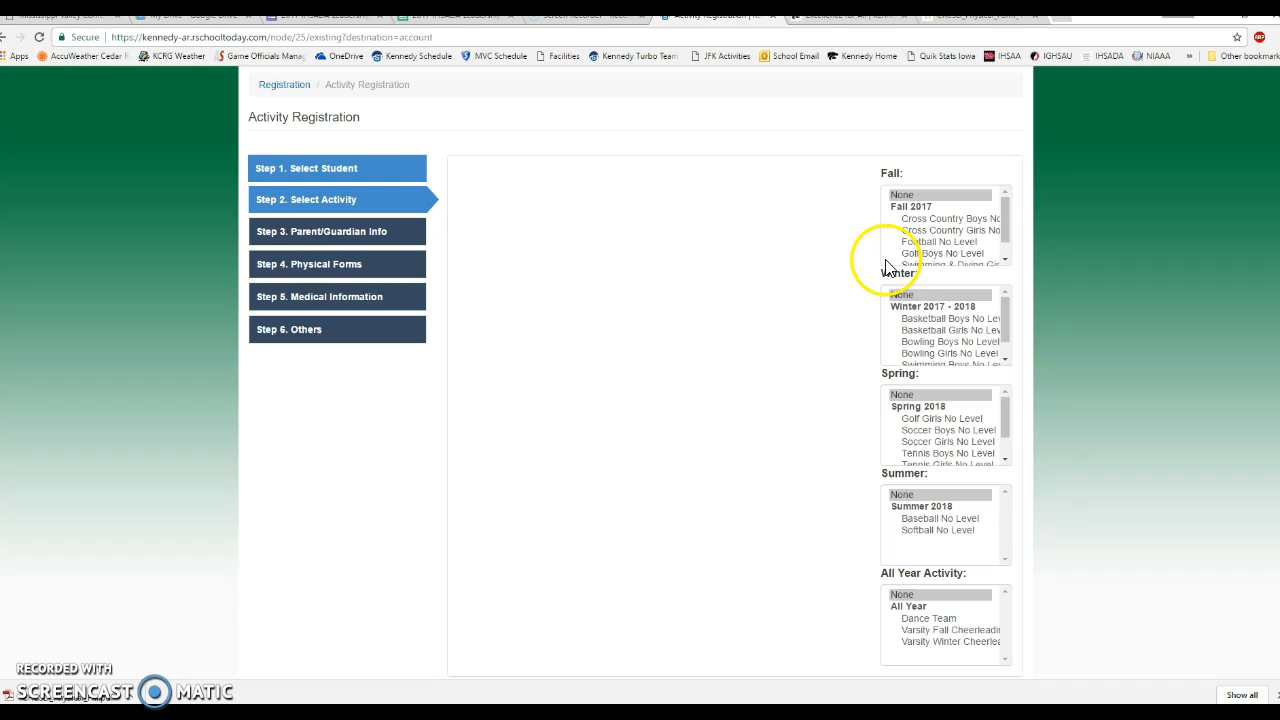 My Drive - Google Drive
Activity Registration | R
Secure https://kennedy-ar.rschooltoday.com/node/25/existing?destination=account
Apps AccuWeather Cedar KCRG Weather Game Officials Manag OneDrive Kennedy Schedule MVC Schedule Facilities Kennedy Turbo Team JFK Activities School Email Kennedy Home Quik Stats Iowa IHSAA IGHSAU IHSADA NIAAA » Other bookmark
Registration / Activity Registration
Activity Registration
Step 1. Select Student
Step 2. Select Activity
Step 3. Parent/Guardian Info
Step 4. Physical Forms
Step 5. Medical Information
Step 6. Others
Fall:
None
Fall 2017
Cross Country Boys No
Cross Country Girls No
Football No Level
Golf Boys No Level
Swimming & Diving Gir
Winter:
None
Winter 2017 - 2018
Basketball Boys No Lev
Basketball Girls No Leve
Bowling Boys No Level
Bowling Girls No Level
Swimming Boys No Lev
Spring:
None
Spring 2018
Golf Girls No Level
Soccer Boys No Level
Soccer Girls No Level
Tennis Boys No Level
Tennis Girls No Level
Summer:
None
Summer 2018
Baseball No Level
Softball No Level
All Year Activity:
None
All Year
Dance Team
Varsity Fall Cheerleadi
Varsity Winter Cheerlea
RECORDED WITH
SCREENCAST MATIC
Show all